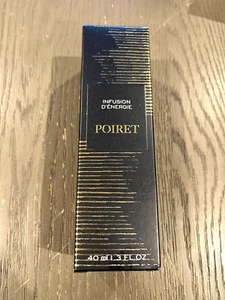 INFUSION
D'ÉNERGIE
POIRET
40 ml 1.3 FL.OZ.